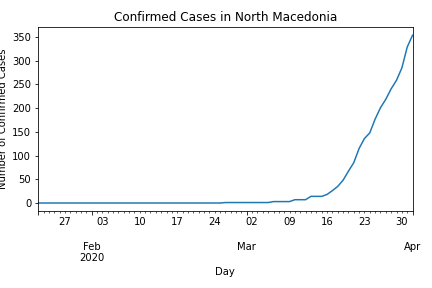 Confirmed Cases in North Macedonia
350
300
250
200
150
100
50
0
Number of Confirmed Cases
27 03 10 17 24 02 09 16 23 30
Feb Mar Apr
2020
Day